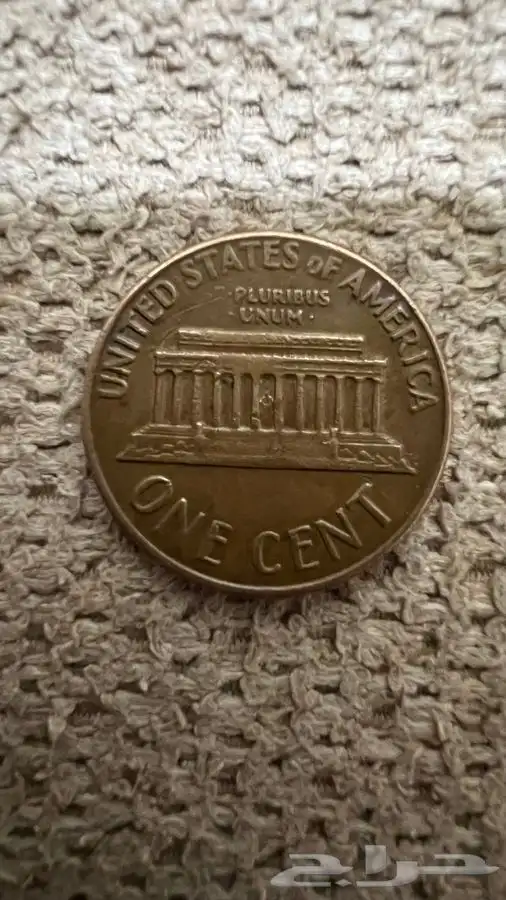 UNITED STATES OF AMERICA
·PLURIBUS
·UNUM·
ONE CENT
حراج